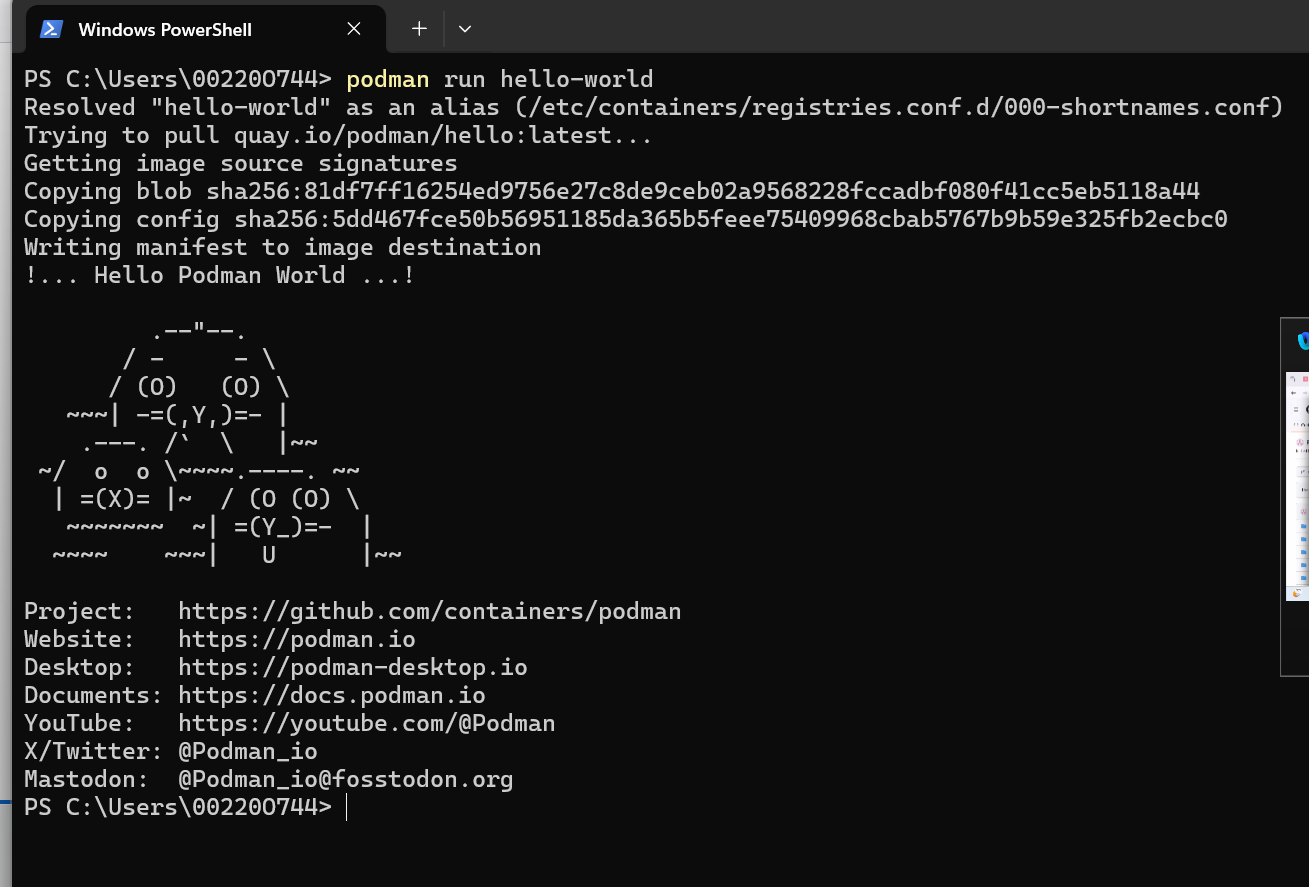 Windows PowerShell
PS C:\Users\00220O744> podman run hello-world
Resolved "hello-world" as an alias (/etc/containers/registries.conf.d/000-shortnames.conf)
Trying to pull quay.io/podman/hello:latest...
Getting image source signatures
Copying blob sha256:81df7ff16254ed9756e27c8de9ceb02a9568228fccadbf080f41cc5eb5118a44
Copying config sha256:5dd467fce50b56951185da365b5feee75409968cbab5767b9b59e325fb2ecbc0
Writing manifest to image destination
!... Hello Podman World ...!

         .--"--.
       / -     - \
      / (O)   (O) \
   ~~~| -=(,Y,)=- |
    .---. /`  \   |~~
 ~/  o  o \~~~~.----. ~~
  | =(X)= |~  / (O (O) \
   ~~~~~~~  ~| =(Y_)=-  |
  ~~~~    ~~~|   U      |~~

Project:   https://github.com/containers/podman
Website:   https://podman.io
Desktop:   https://podman-desktop.io
Documents: https://docs.podman.io
YouTube:   https://youtube.com/@Podman
X/Twitter: @Podman_io
Mastodon:  @Podman_io@fosstodon.org
PS C:\Users\00220O744>